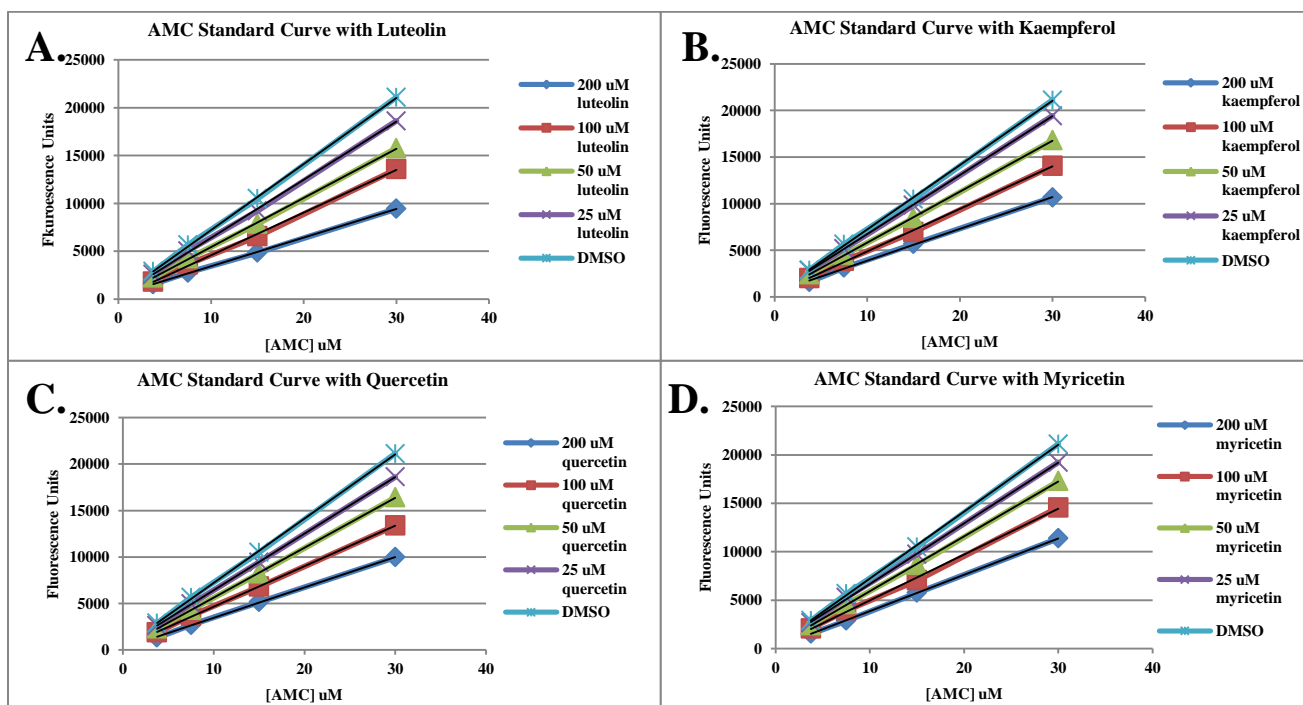 A.
AMC Standard Curve with Luteolin
25000
20000
15000
10000
5000
0
0 10 20 30 40
Fkuroescence Units
[AMC] uM
200 uM
luteolin
100 uM
luteolin
50 uM
luteolin
25 uM
luteolin
DMSO
B.
AMC Standard Curve with Kaempferol
25000
20000
15000
10000
5000
0
0 10 20 30 40
Fluorescence Units
[AMC] uM
200 uM
kaempferol
100 uM
kaempferol
50 uM
kaempferol
25 uM
kaempferol
DMSO
C.
AMC Standard Curve with Quercetin
25000
20000
15000
10000
5000
0
0 10 20 30 40
Fluorescence Units
[AMC] uM
200 uM
quercetin
100 uM
quercetin
50 uM
quercetin
25 uM
quercetin
DMSO
D.
AMC Standard Curve with Myricetin
25000
20000
15000
10000
5000
0
0 10 20 30 40
Fluorescence Units
[AMC] uM
200 uM
myricetin
100 uM
myricetin
50 uM
myricetin
25 uM
myricetin
DMSO